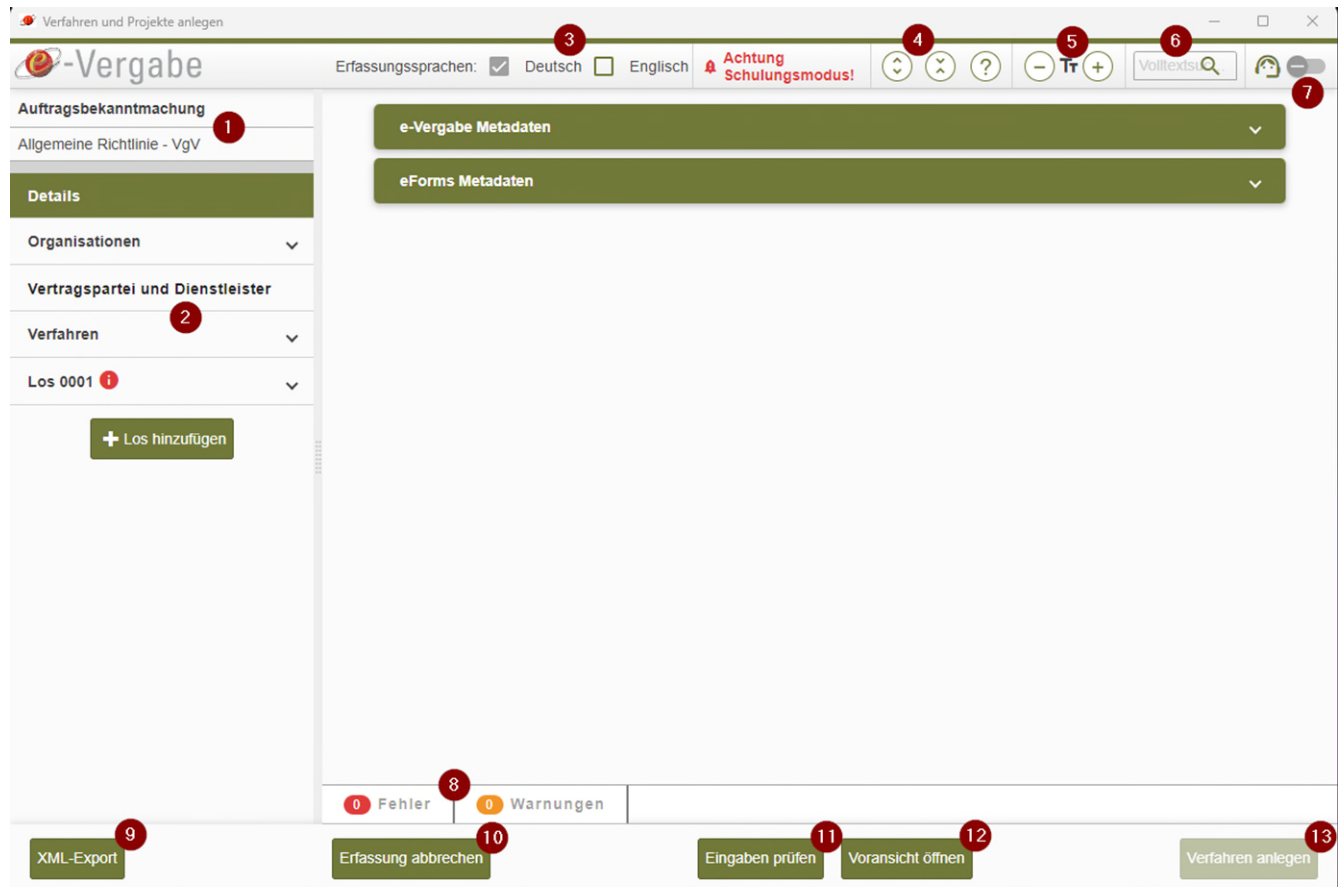 Verfahren und Projekte anlegen
3
4
5
6
e-Vergabe
Erfassungssprachen: Deutsch Englisch
Achtung
Schulungsmodus!
?
− TT +
Volltextsu
7
Auftragsbekanntmachung
1
Allgemeine Richtlinie - VgV
Details
Organisationen
Vertragspartei und Dienstleister
2
Verfahren
Los 0001 i
+ Los hinzufügen
e-Vergabe Metadaten
eForms Metadaten
8
0 Fehler
0 Warnungen
9
XML-Export
10
Erfassung abbrechen
11
Eingaben prüfen
12
Voransicht öffnen
13
Verfahren anlegen